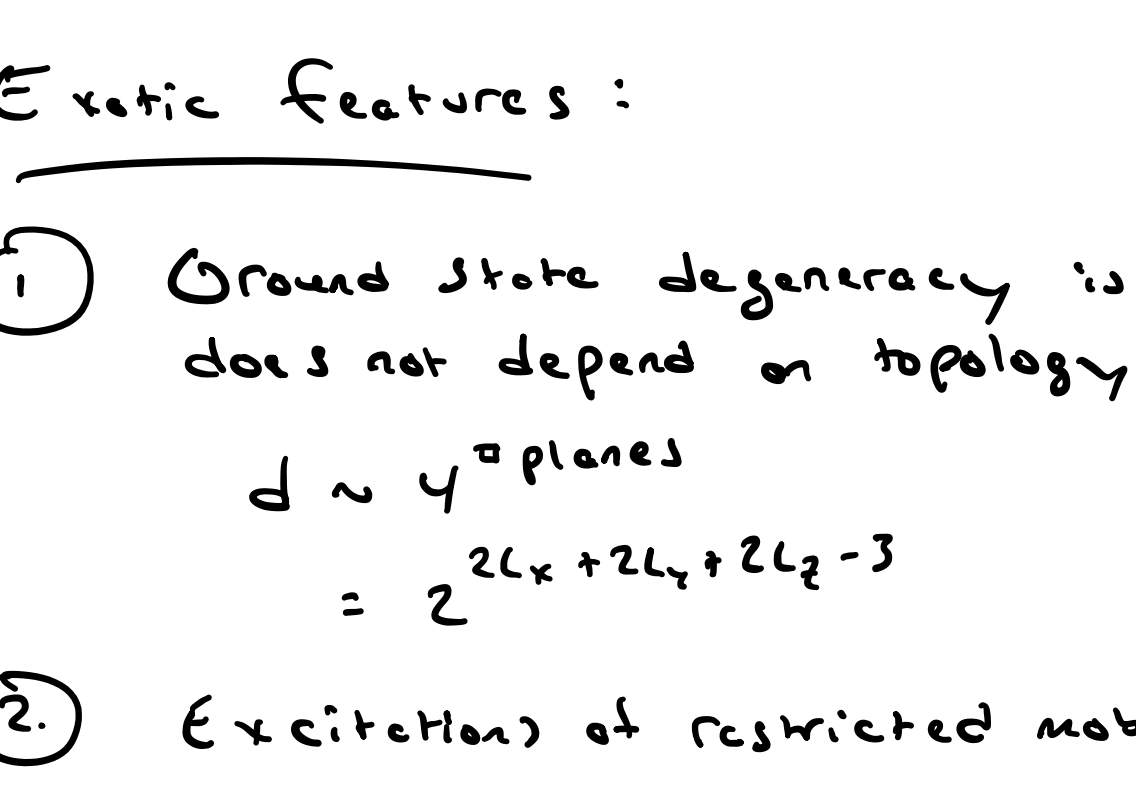 Exotic features:
1 Ground state degeneracy is
does not depend on topology
d ~ 4^□ planes
= 2^2Lx + 2Ly + 2Lz - 3
2. Excitations of restricted mob